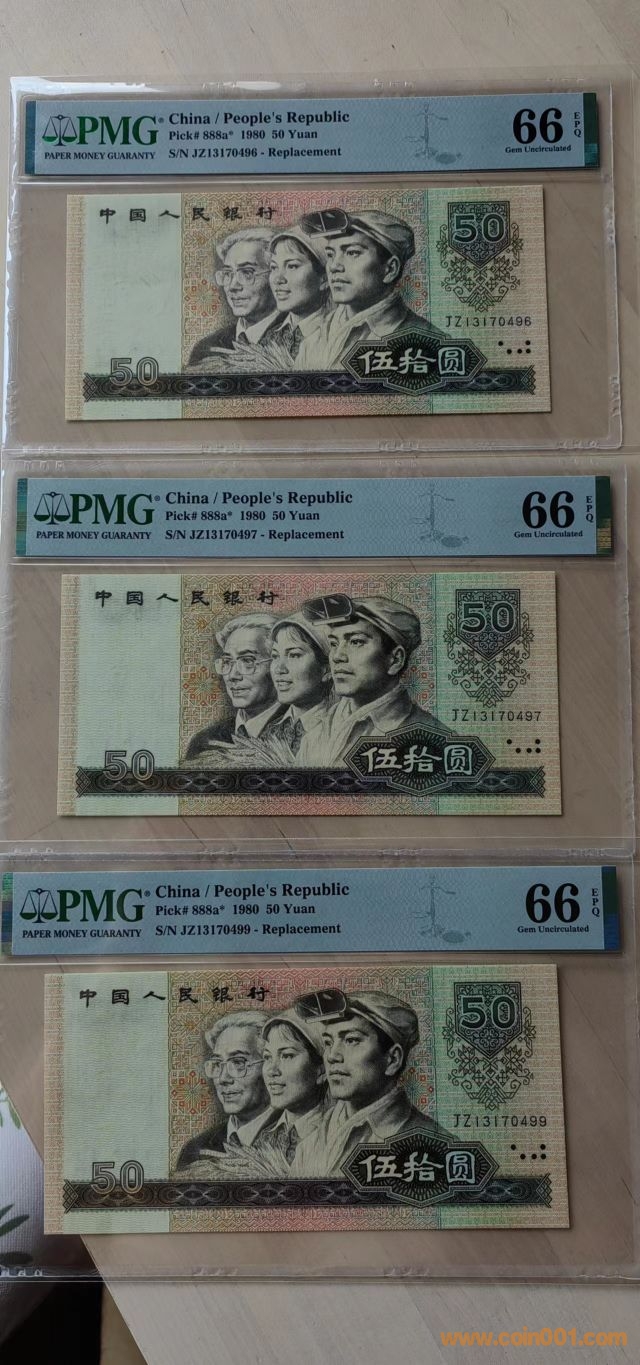 PMG
PAPER MONEY GUARANTY
China / People's Republic
Pick# 888a* 1980 50 Yuan
S/N JZ13170496 - Replacement
66
EPQ
Gem Uncirculated
中国人民银行
50
JZ13170496
50
伍拾圆
PMG
PAPER MONEY GUARANTY
China / People's Republic
Pick# 888a* 1980 50 Yuan
S/N JZ13170497 - Replacement
66
EPQ
Gem Uncirculated
中国人民银行
50
JZ13170497
50
伍拾圆
PMG
PAPER MONEY GUARANTY
China / People's Republic
Pick# 888a* 1980 50 Yuan
S/N JZ13170499 - Replacement
66
EPQ
Gem Uncirculated
中国人民银行
50
JZ13170499
50
伍拾圆
www.coin001.com